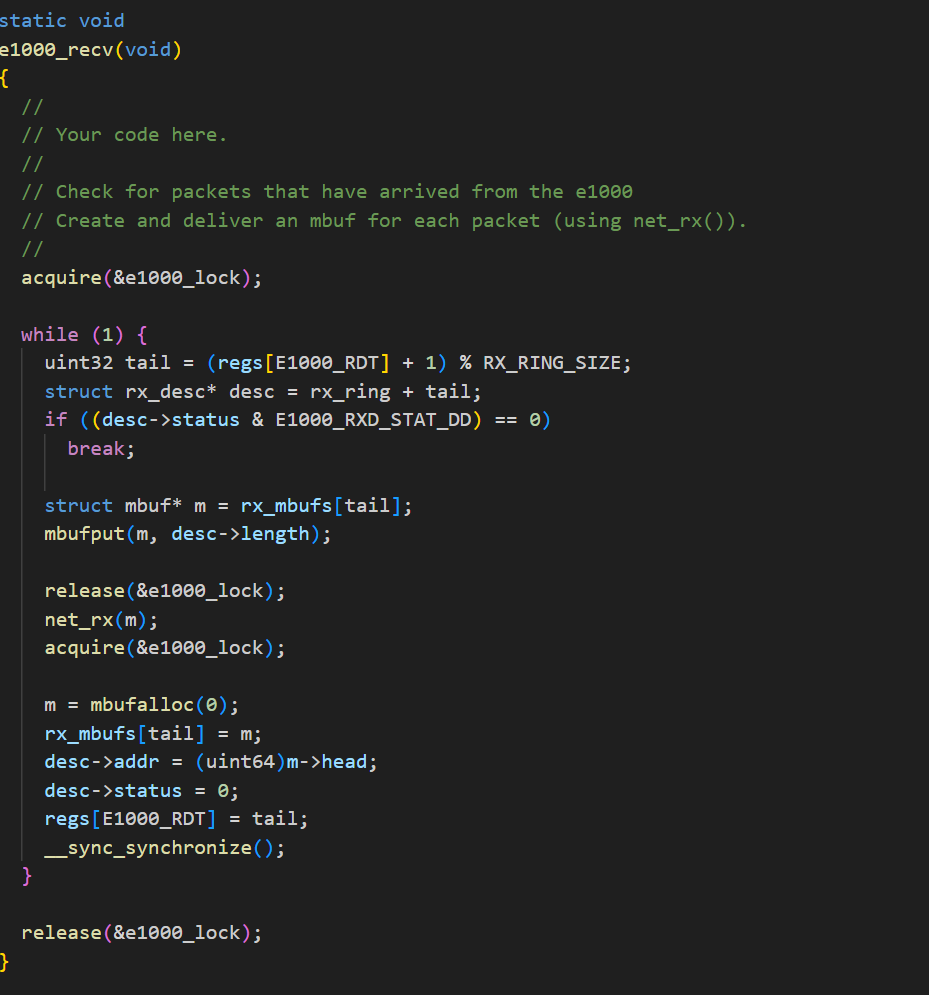 static void
e1000_recv(void)
{
  //
  // Your code here.
  //
  // Check for packets that have arrived from the e1000
  // Create and deliver an mbuf for each packet (using net_rx()).
  //
  acquire(&e1000_lock);

  while (1) {
    uint32 tail = (regs[E1000_RDT] + 1) % RX_RING_SIZE;
    struct rx_desc* desc = rx_ring + tail;
    if ((desc->status & E1000_RXD_STAT_DD) == 0)
      break;

    struct mbuf* m = rx_mbufs[tail];
    mbufput(m, desc->length);

    release(&e1000_lock);
    net_rx(m);
    acquire(&e1000_lock);

    m = mbufalloc(0);
    rx_mbufs[tail] = m;
    desc->addr = (uint64)m->head;
    desc->status = 0;
    regs[E1000_RDT] = tail;
    __sync_synchronize();
  }

  release(&e1000_lock);
}